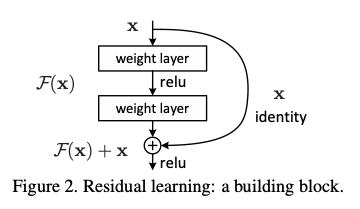 x
weight layer
relu
F(x)
weight layer
x
identity
F(x) + x
relu
Figure 2. Residual learning: a building block.